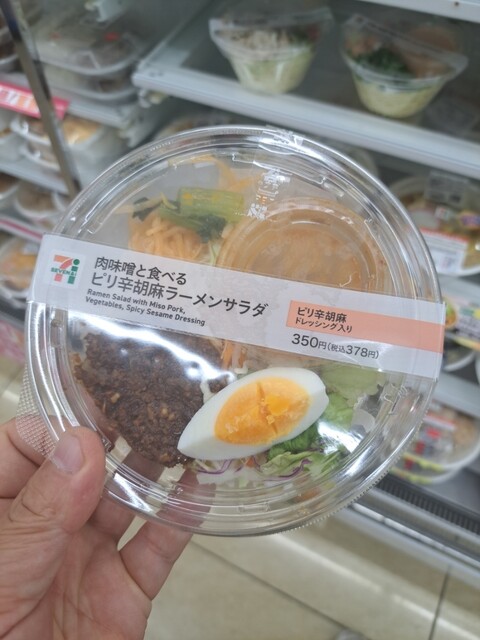 7
ELEVEN
肉味噌と食べる
ピリ辛胡麻ラーメンサラダ
Ramen Salad with Miso Pork,
Vegetables, Spicy Sesame Dressing
ピリ辛胡麻
ドレッシング入り
350円(税込378円)